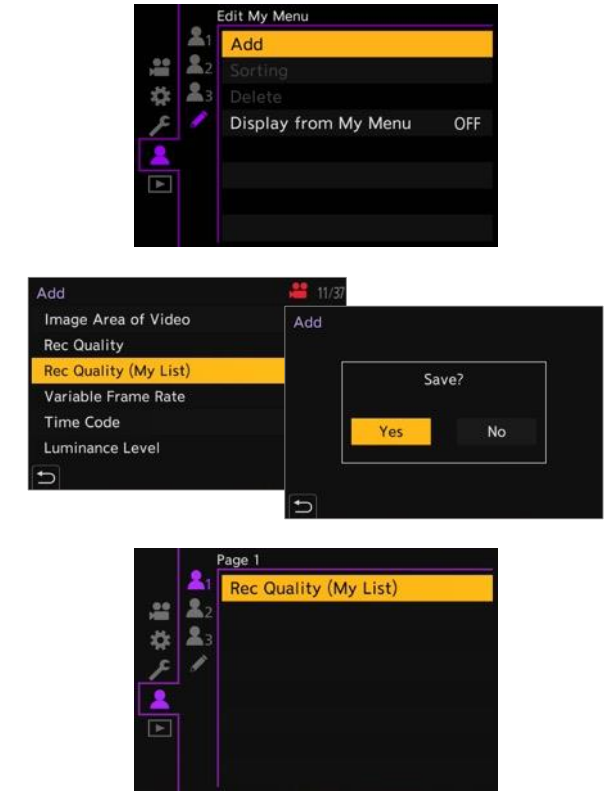 Edit My Menu
1
Add
2
Sorting
3
Delete
Display from My Menu OFF
Add 11/37
Image Area of Video
Rec Quality
Rec Quality (My List)
Variable Frame Rate
Time Code
Luminance Level
Add
Save?
Yes No
Page 1
1
Rec Quality (My List)
2
3